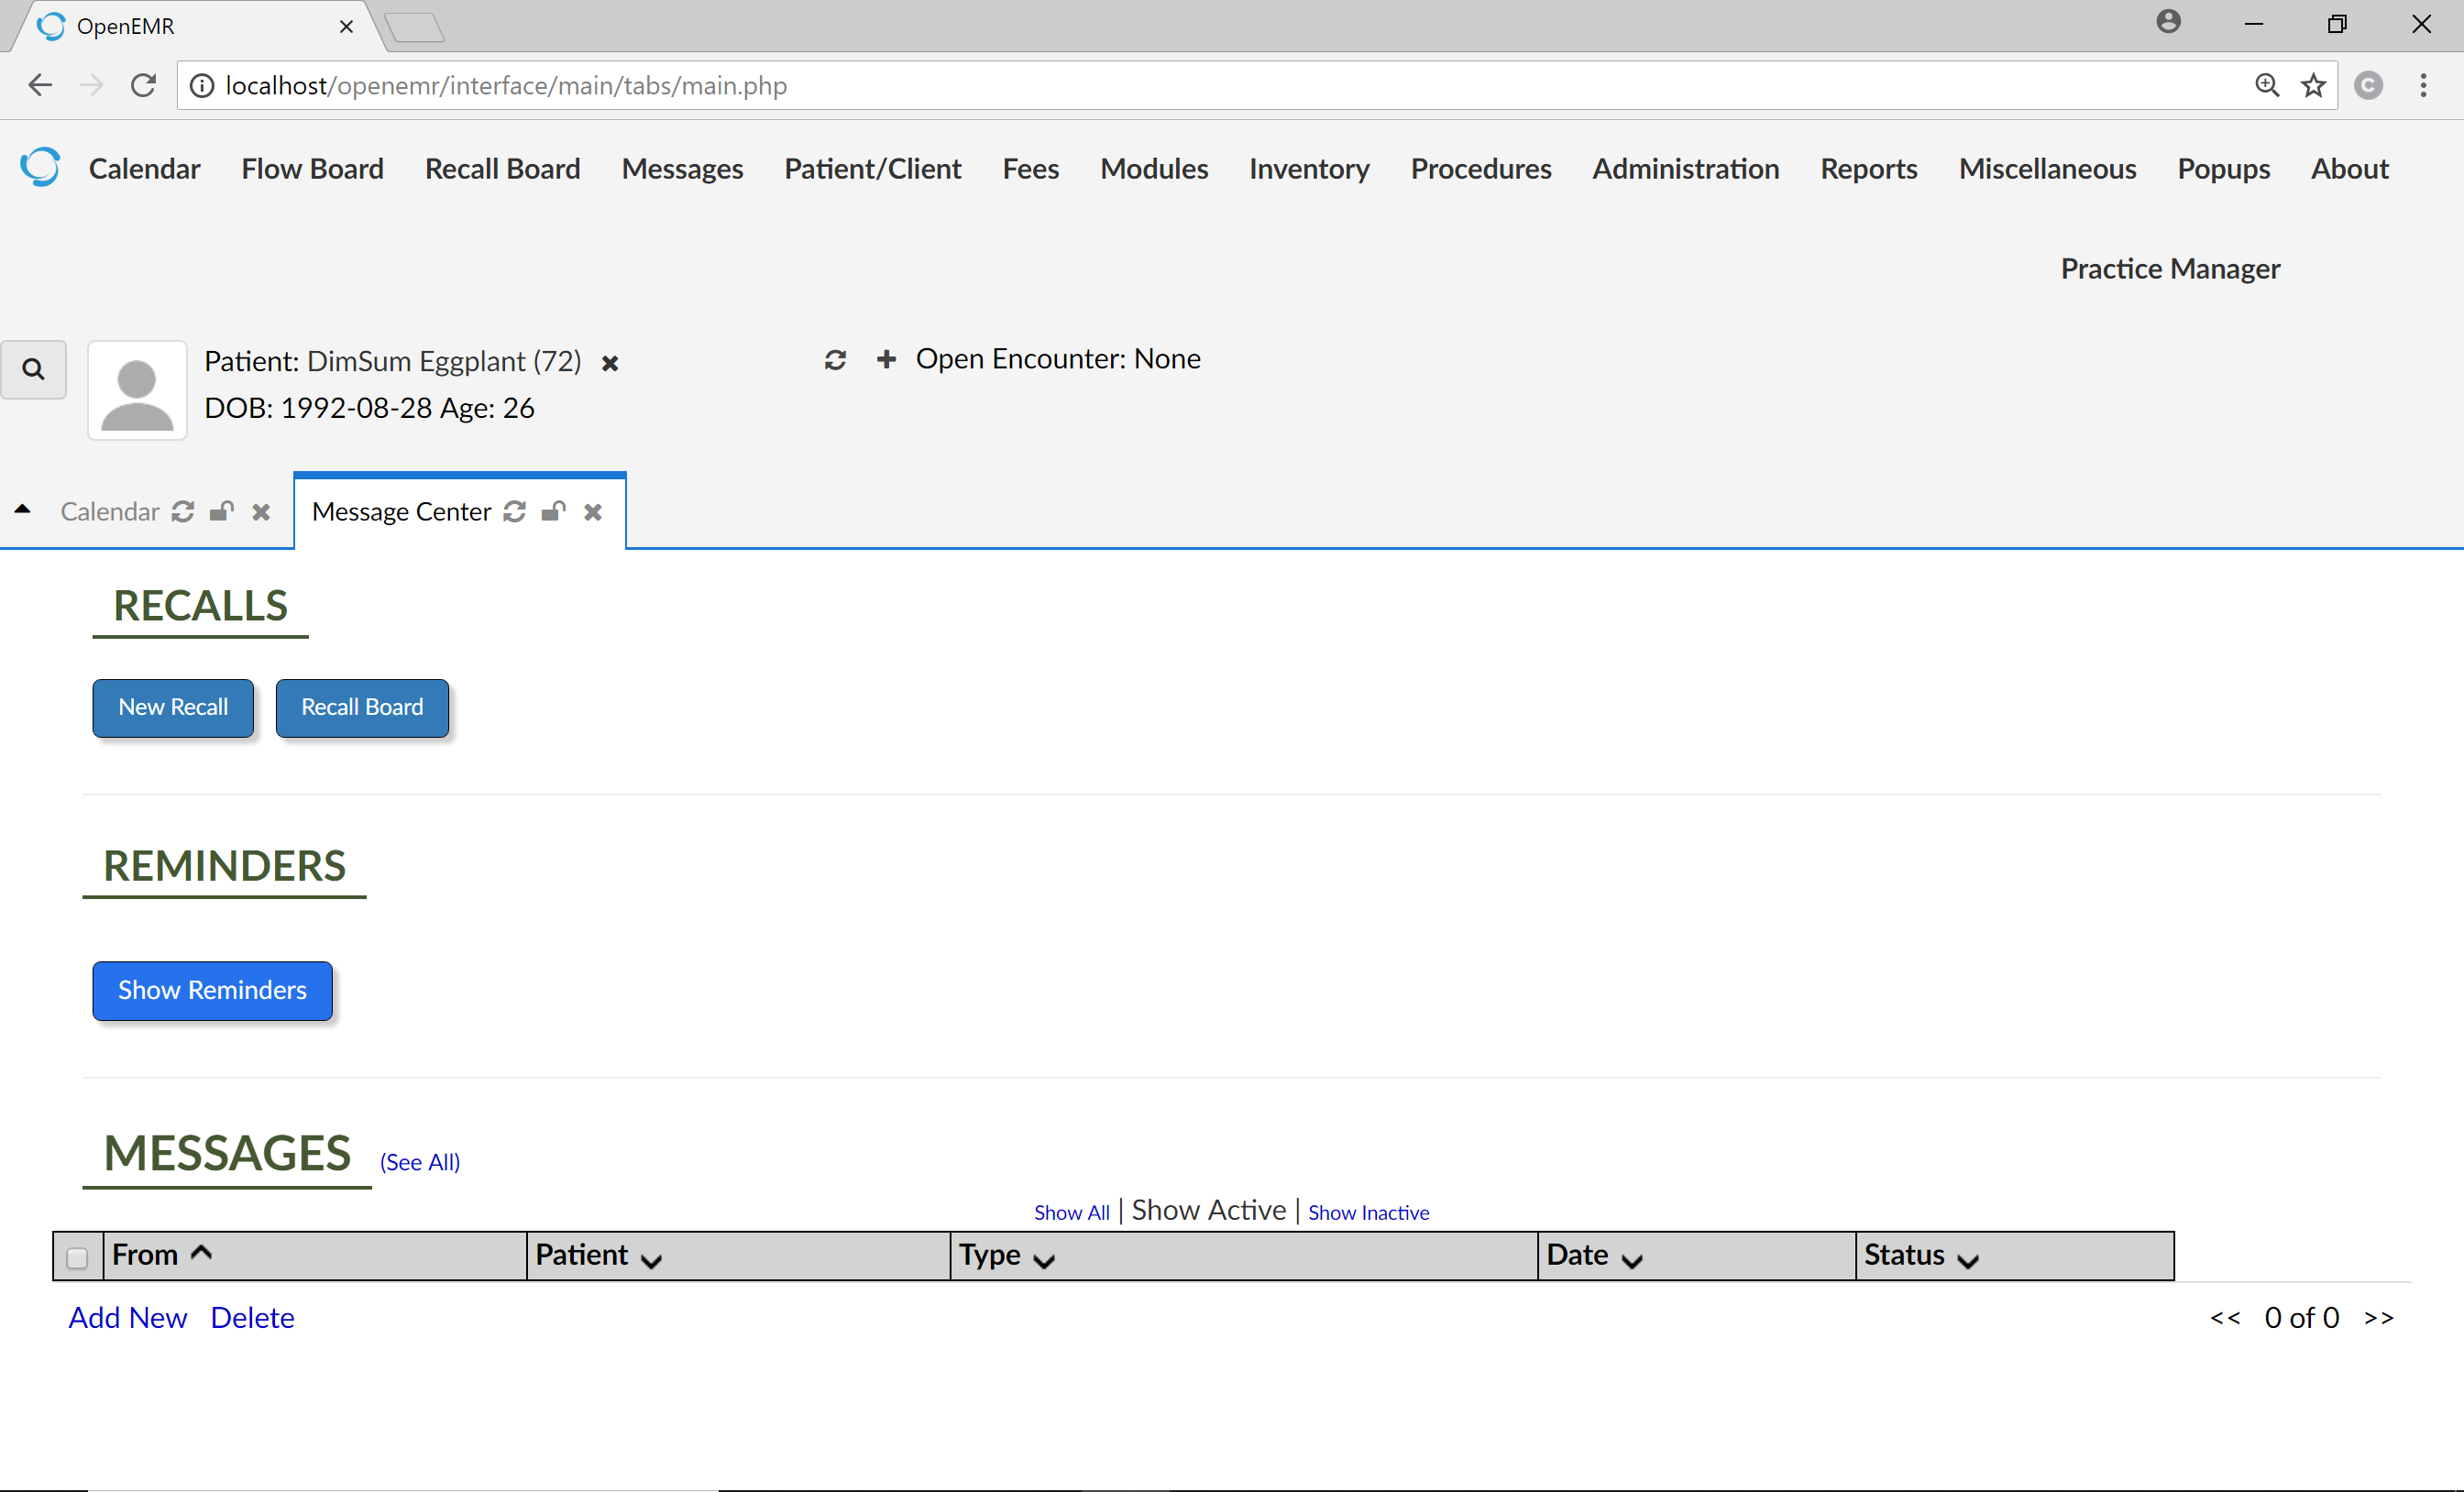 OpenEMR
localhost/openemr/interface/main/tabs/main.php
Calendar Flow Board Recall Board Messages Patient/Client Fees Modules Inventory Procedures Administration Reports Miscellaneous Popups About
Practice Manager
Patient: DimSum Eggplant (72)
Open Encounter: None
DOB: 1992-08-28 Age: 26
Calendar
Message Center
RECALLS
New Recall
Recall Board
REMINDERS
Show Reminders
MESSAGES (See All)
Show All | Show Active | Show Inactive
From Patient Type Date Status
Add New Delete << 0 of 0 >>